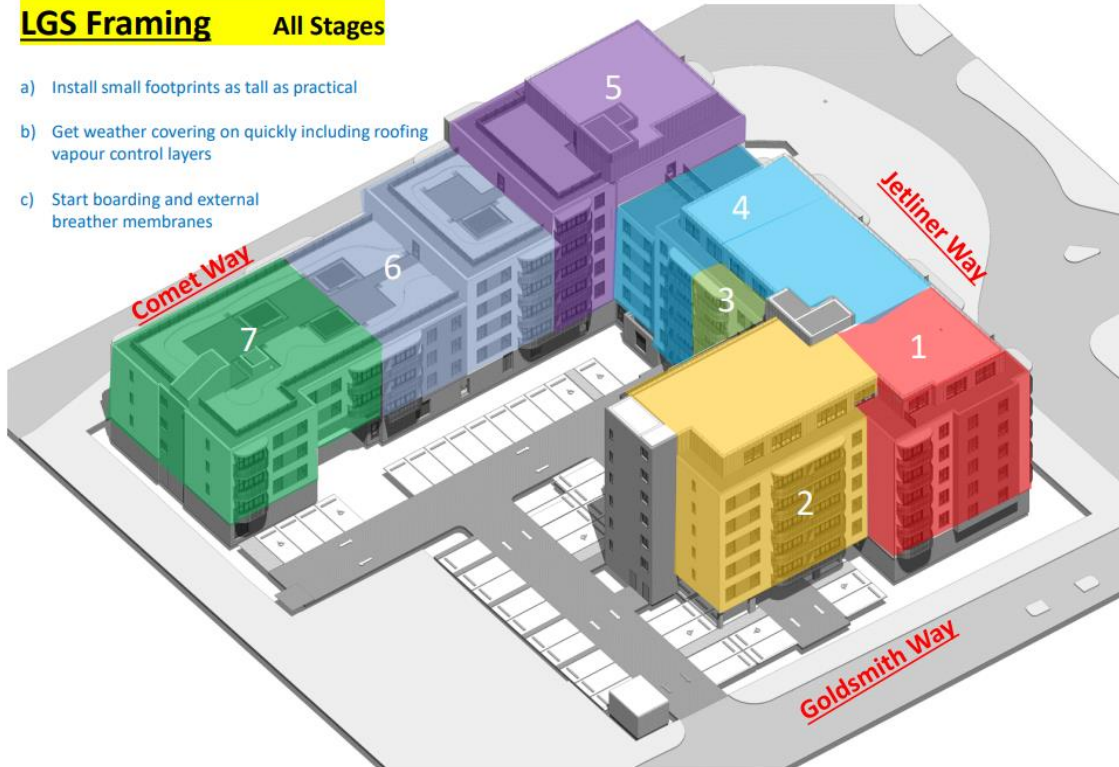 LGS Framing All Stages
a) Install small footprints as tall as practical
b) Get weather covering on quickly including roofing
vapour control layers
c) Start boarding and external
breather membranes
5
Jetliner Way
4
Comet Way
6
3
7
1
2
Goldsmith Way